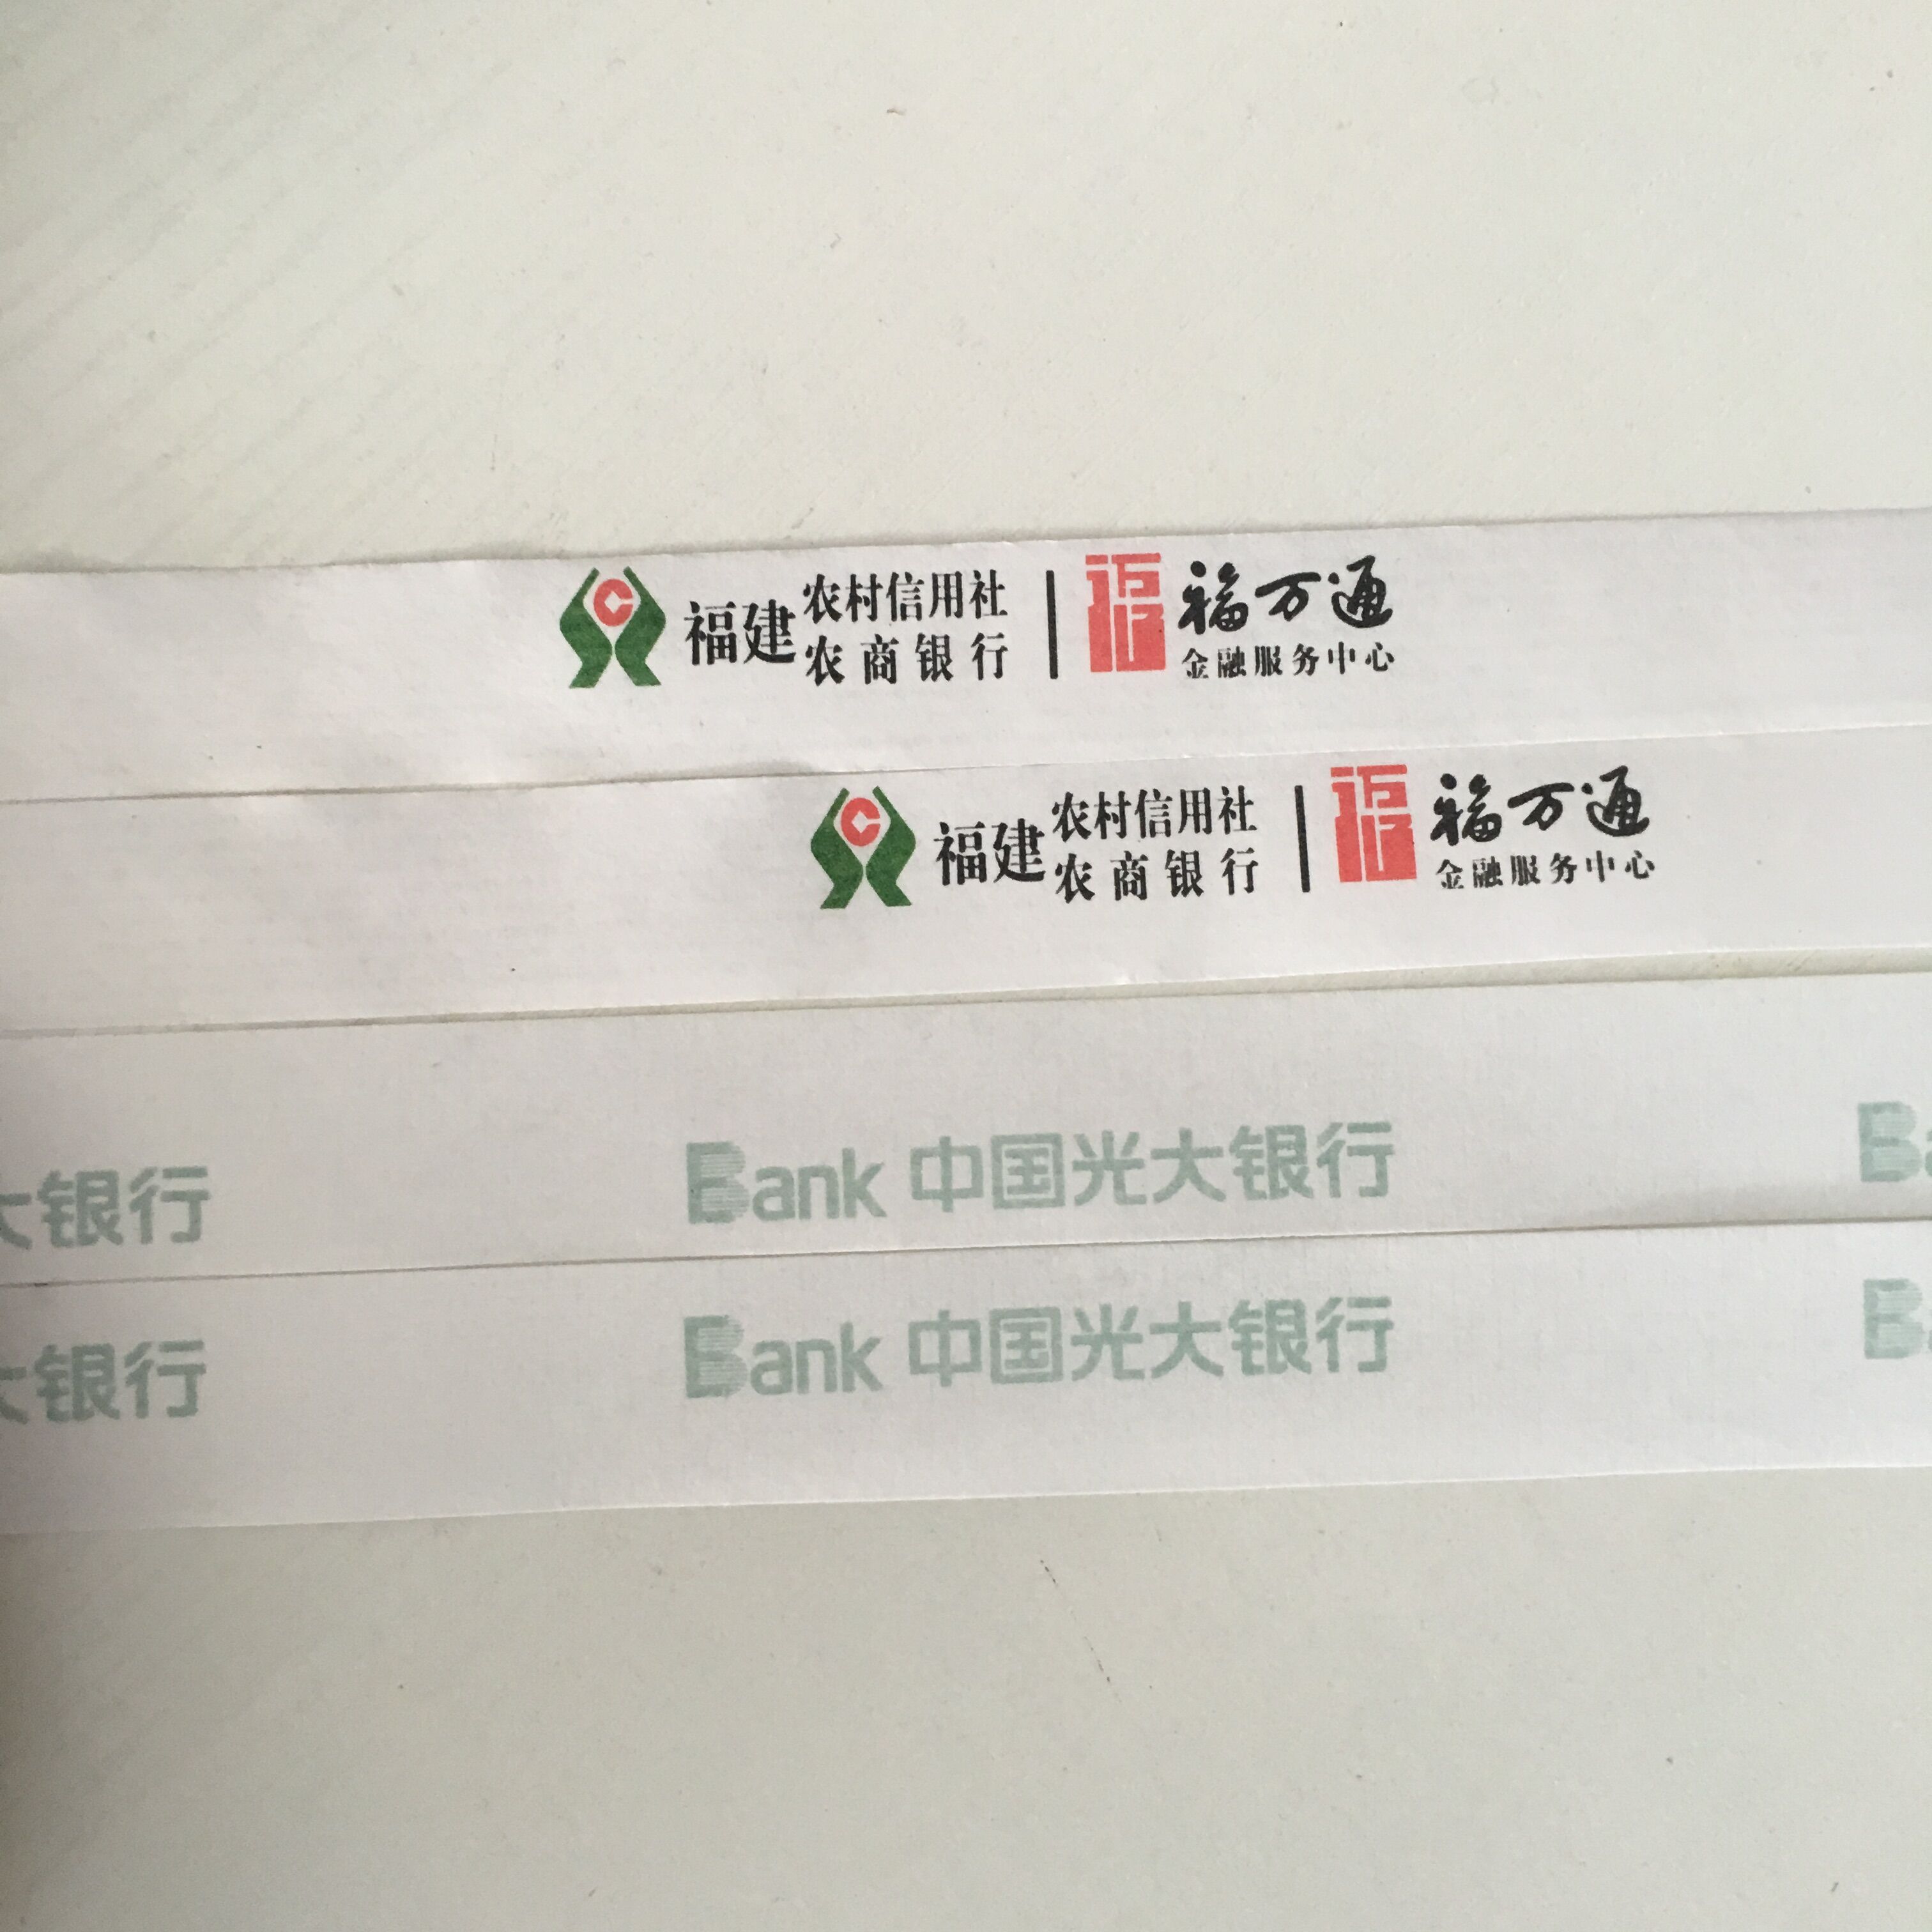 福建 农村信用社 福万通
农商银行 金融服务中心
福建 农村信用社 福万通
农商银行 金融服务中心
大银行 Bank 中国光大银行 Ba
大银行 Bank 中国光大银行 B